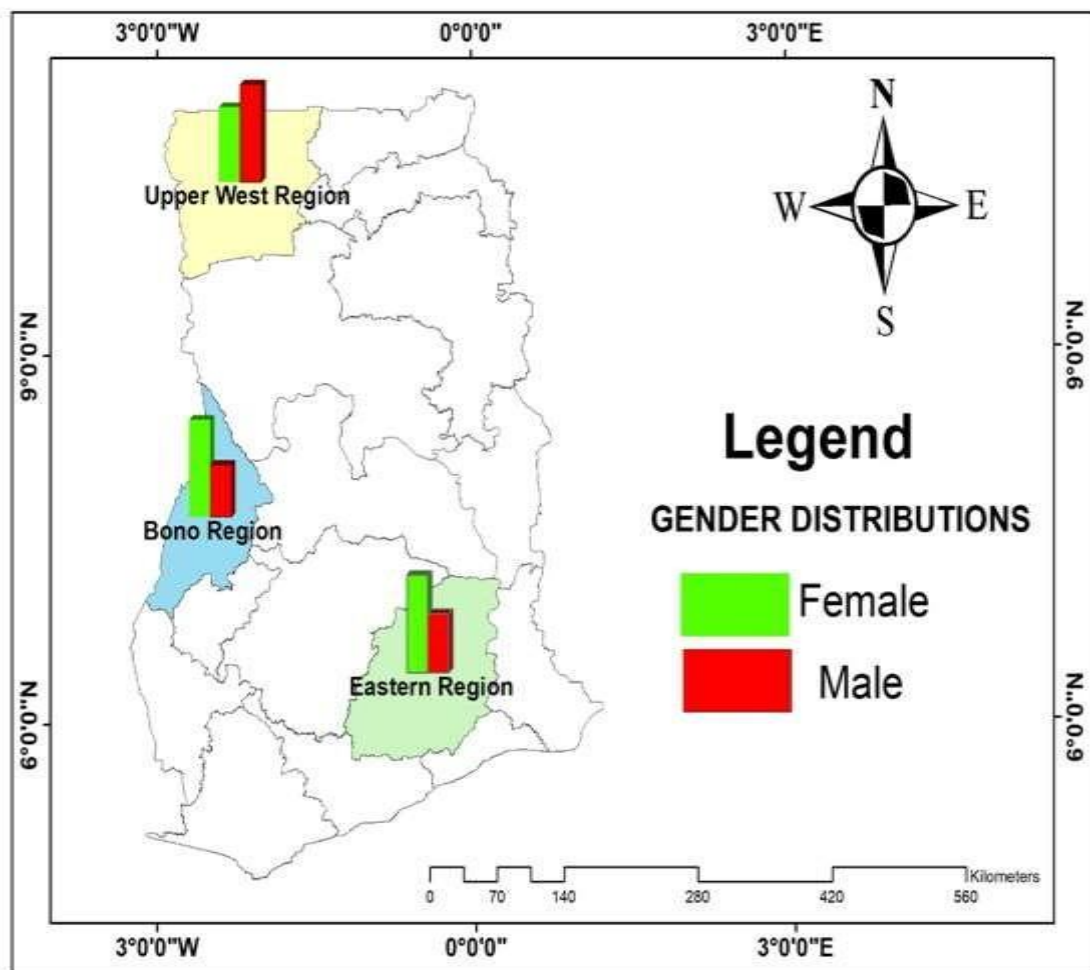 3°0'0"W 0°0'0" 3°0'0"E
N
W E
S
Upper West Region
9°0'0"N 9°0'0"N
Legend
GENDER DISTRIBUTIONS
Bono Region
Female
Eastern Region
Male
6°0'0"N 6°0'0"N
Kilometers
0 70 140 280 420 560
3°0'0"W 0°0'0" 3°0'0"E